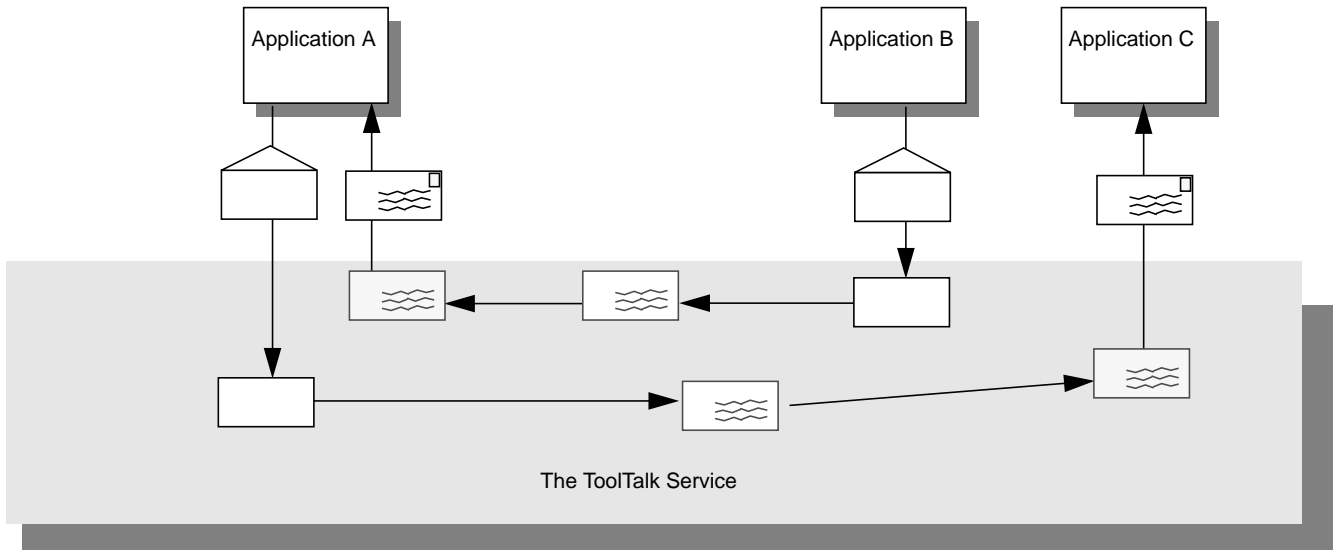 Application A
Application B
Application C
The ToolTalk Service